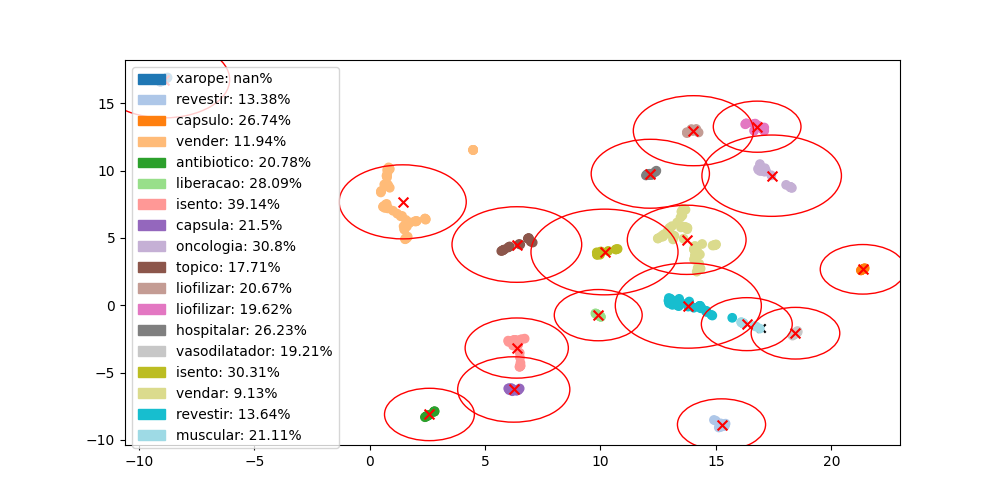 15
10
5
0
−5
−10
xarope: nan%
revestir: 13.38%
capsulo: 26.74%
vender: 11.94%
antibiotico: 20.78%
liberacao: 28.09%
isento: 39.14%
capsula: 21.5%
oncologia: 30.8%
topico: 17.71%
liofilizar: 20.67%
liofilizar: 19.62%
hospitalar: 26.23%
vasodilatador: 19.21%
isento: 30.31%
vendar: 9.13%
revestir: 13.64%
muscular: 21.11%
−10 −5 0 5 10 15 20